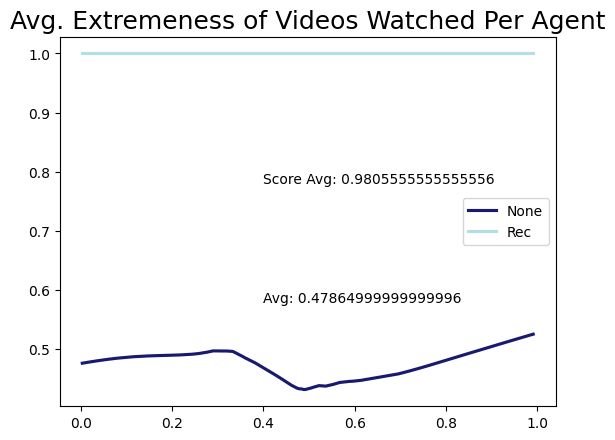 Avg. Extremeness of Videos Watched Per Agent
1.0
0.9
0.8
Score Avg: 0.9805555555555556
0.7
None
Rec
0.6
Avg: 0.47864999999999996
0.5
0.0 0.2 0.4 0.6 0.8 1.0